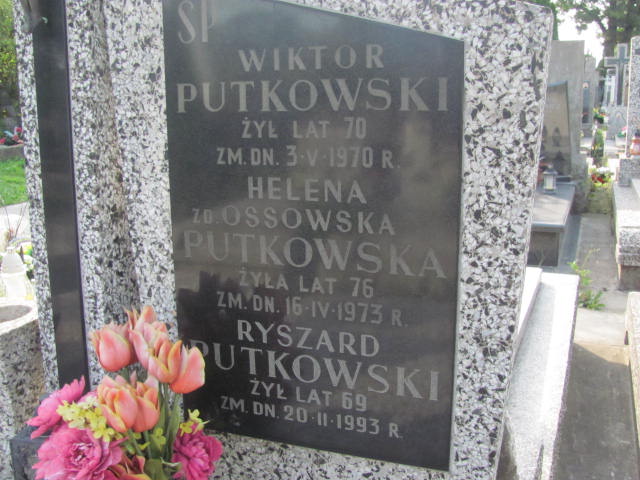 ŚP
WIKTOR
PUTKOWSKI
ŻYŁ LAT 70
ZM. DN. 3-V-1970 R.
HELENA
ZD. OSSOWSKA
PUTKOWSKA
ŻYŁA LAT 76
ZM. DN. 16-IV-1973 R.
RYSZARD
PUTKOWSKI
ŻYŁ LAT 69
ZM. DN. 20-II-1993 R.